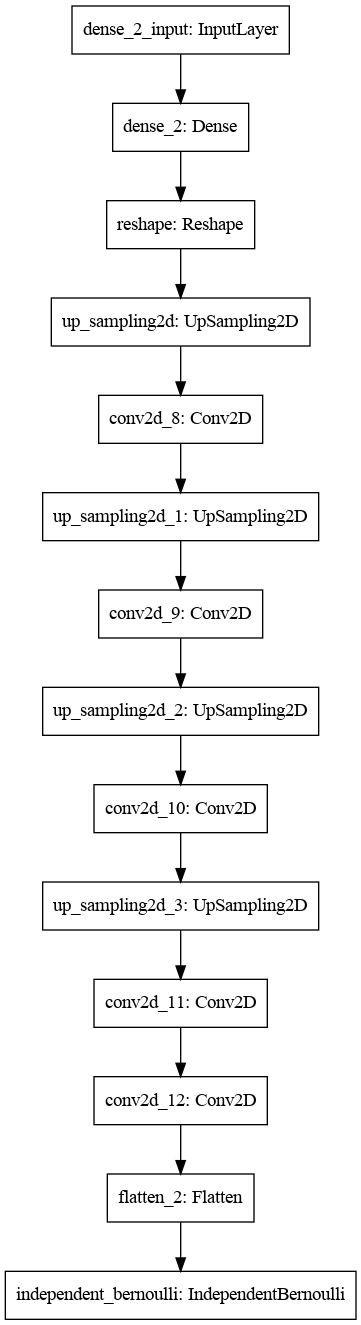 dense_2_input: InputLayer
dense_2: Dense
reshape: Reshape
up_sampling2d: UpSampling2D
conv2d_8: Conv2D
up_sampling2d_1: UpSampling2D
conv2d_9: Conv2D
up_sampling2d_2: UpSampling2D
conv2d_10: Conv2D
up_sampling2d_3: UpSampling2D
conv2d_11: Conv2D
conv2d_12: Conv2D
flatten_2: Flatten
independent_bernoulli: IndependentBernoulli